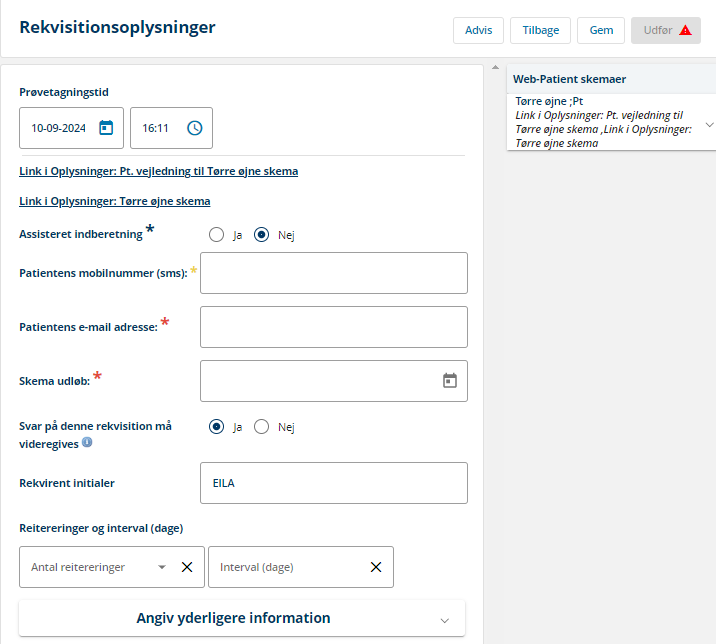 Rekvisitionsoplysninger
Advis
Tilbage
Gem
Udfør
Prøvetagningstid
10-09-2024
16:11
Link i Oplysninger: Pt. vejledning til Tørre øjne skema
Link i Oplysninger: Tørre øjne skema
Assisteret indberetning *
Ja
Nej
Patientens mobilnummer (sms): *
Patientens e-mail adresse: *
Skema udløb: *
Svar på denne rekvisition må
videregives
Ja
Nej
Rekvirent initialer
EILA
Reitereringer og interval (dage)
Antal reitereringer
Interval (dage)
Angiv yderligere information
Web-Patient skemaer
Tørre øjne ;Pt
Link i Oplysninger: Pt. vejledning til
Tørre øjne skema ,Link i Oplysninger:
Tørre øjne skema